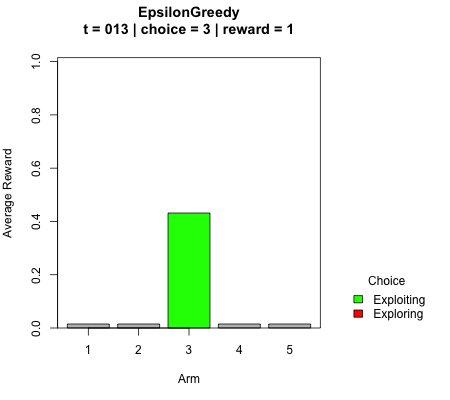 EpsilonGreedy
t = 013 | choice = 3 | reward = 1
Average Reward
1.0
0.8
0.6
0.4
0.2
0.0
1 2 3 4 5
Arm
Choice
Exploiting
Exploring